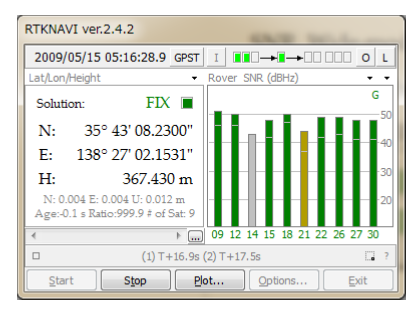 RTKNAVI ver.2.4.2
2009/05/15 05:16:28.9 GPST I O L
Lat/Lon/Height Rover SNR (dBHz)
Solution: FIX
N: 35° 43' 08.2300"
E: 138° 27' 02.1531"
H: 367.430 m
N: 0.004 E: 0.004 U: 0.012 m
Age:-0.1 s Ratio:999.9 # of Sat: 9
G
50
40
30
20
09 12 14 15 18 21 22 26 27 30
...
(1) T+16.9s (2) T+17.5s ?
Start Stop Plot... Options... Exit